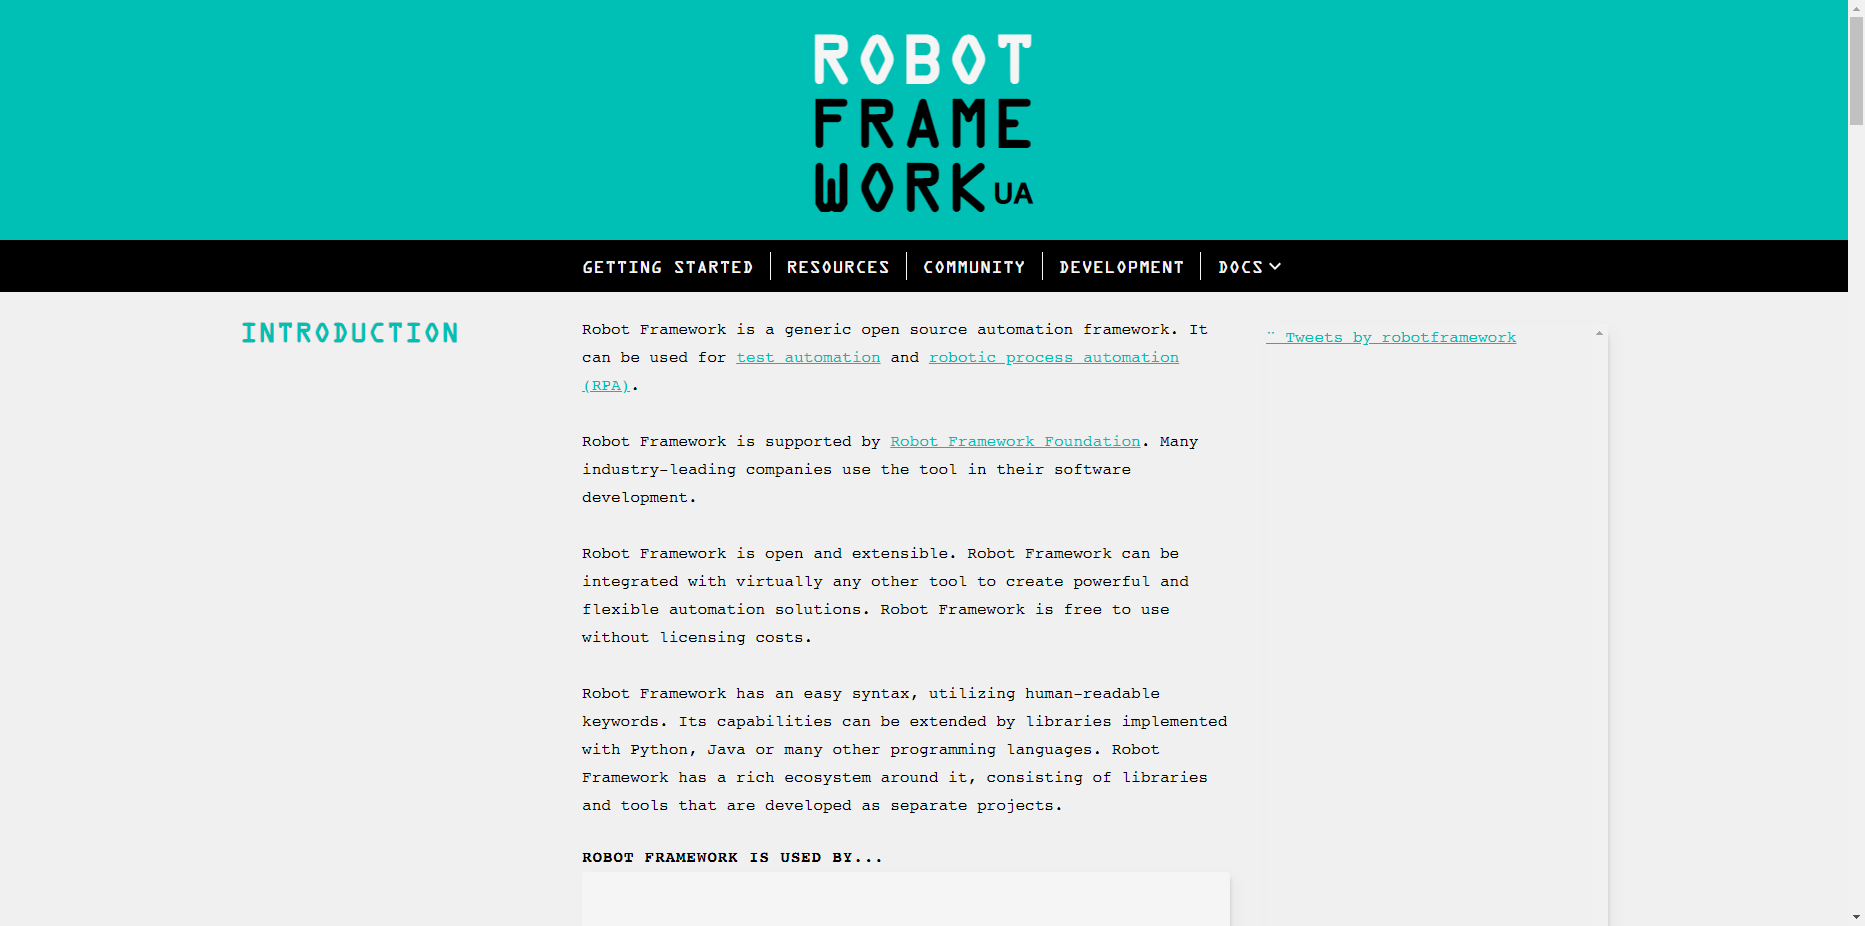 ROBOT
FRAME
WORK UA
GETTING STARTED
RESOURCES
COMMUNITY
DEVELOPMENT
DOCS
INTRODUCTION
Robot Framework is a generic open source automation framework. It
can be used for test automation and robotic process automation
(RPA).
Robot Framework is supported by Robot Framework Foundation. Many
industry-leading companies use the tool in their software
development.
Robot Framework is open and extensible. Robot Framework can be
integrated with virtually any other tool to create powerful and
flexible automation solutions. Robot Framework is free to use
without licensing costs.
Robot Framework has an easy syntax, utilizing human-readable
keywords. Its capabilities can be extended by libraries implemented
with Python, Java or many other programming languages. Robot
Framework has a rich ecosystem around it, consisting of libraries
and tools that are developed as separate projects.
ROBOT FRAMEWORK IS USED BY...
¨ Tweets by robotframework